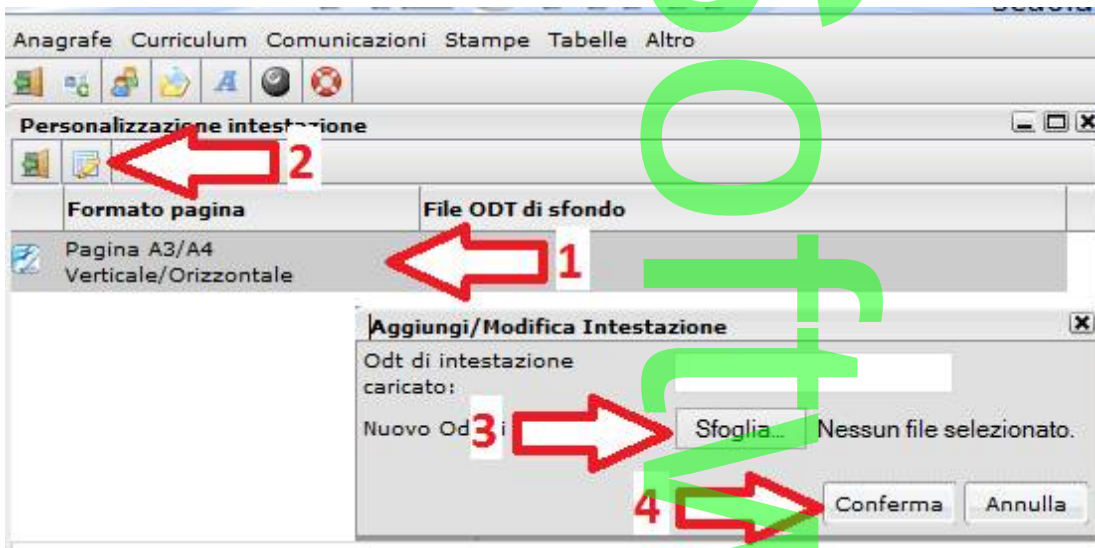 Anagrafe Curriculum Comunicazioni Stampe Tabelle Altro
Personalizzazione intestazione
2
Formato pagina File ODT di sfondo
Pagina A3/A4
Verticale/Orizzontale
1
Aggiungi/Modifica Intestazione
Odt di intestazione
caricato:
Nuovo Od 3 i Sfoglia... Nessun file selezionato.
4 Conferma Annulla